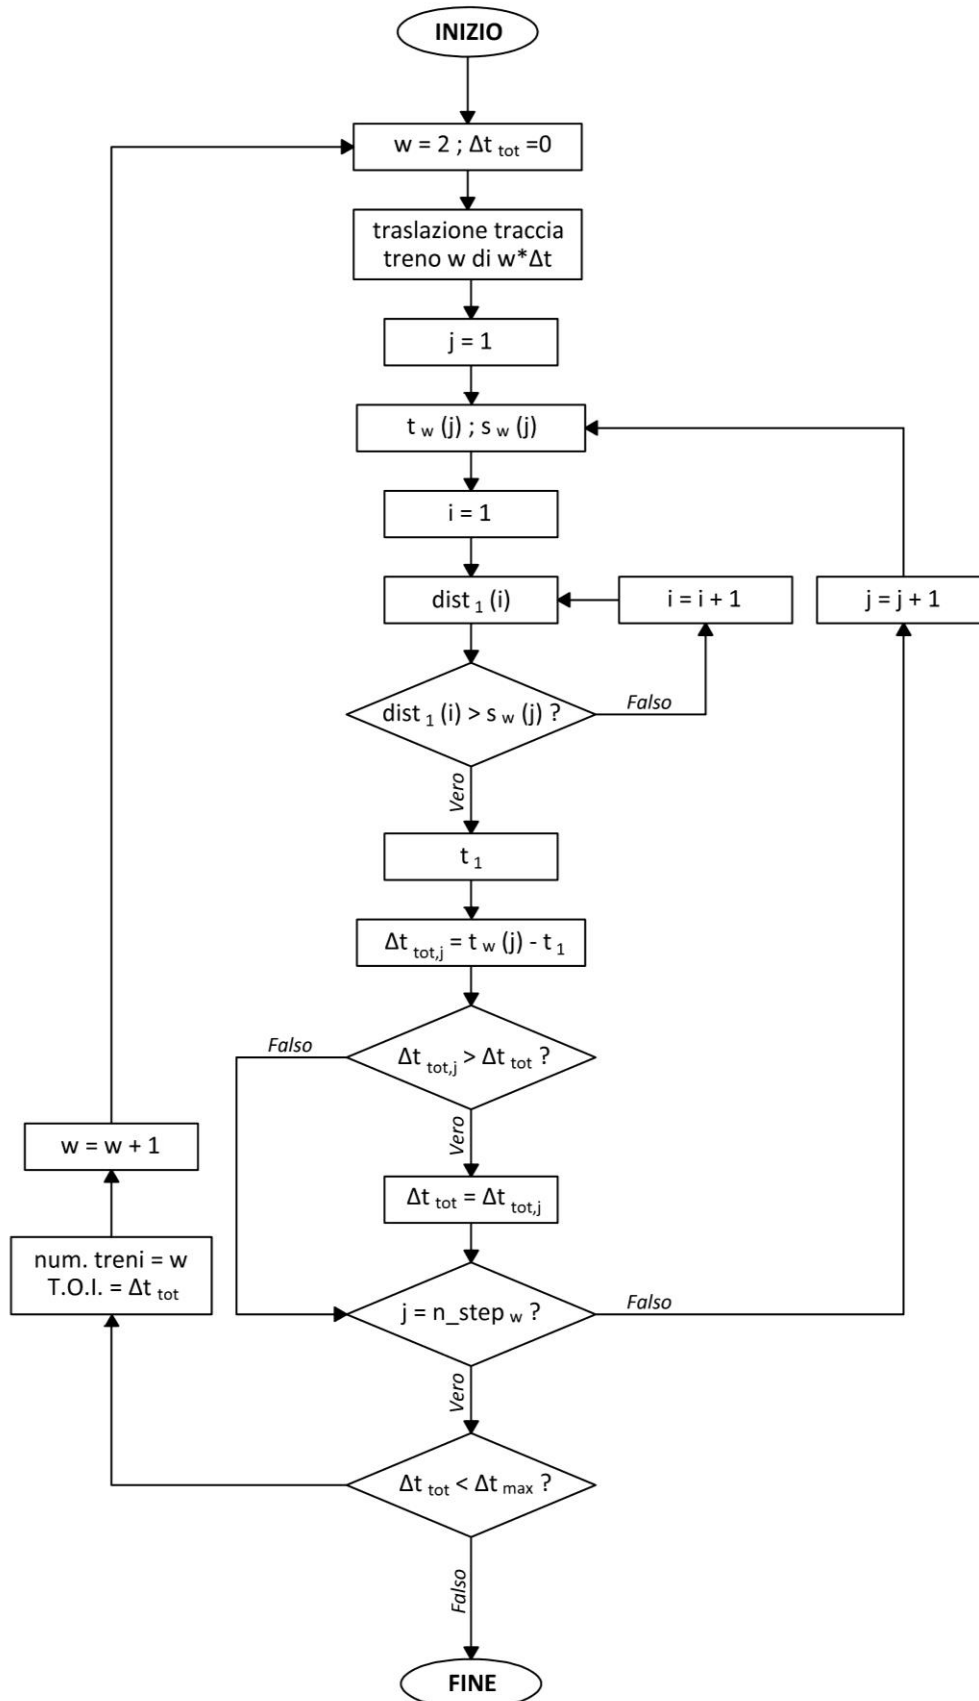 INIZIO
w = 2 ; Δt tot =0
traslazione traccia
treno w di w*Δt
j = 1
t w (j) ; s w (j)
i = 1
dist 1 (i)
i = i + 1
j = j + 1
dist 1 (i) > s w (j) ?
Falso
Vero
t 1
Δt tot,j = t w (j) - t 1
Falso
Δt tot,j > Δt tot ?
Vero
w = w + 1
Δt tot = Δt tot,j
num. treni = w
T.O.I. = Δt tot
j = n_step w ?
Falso
Vero
Δt tot < Δt max ?
Falso
FINE